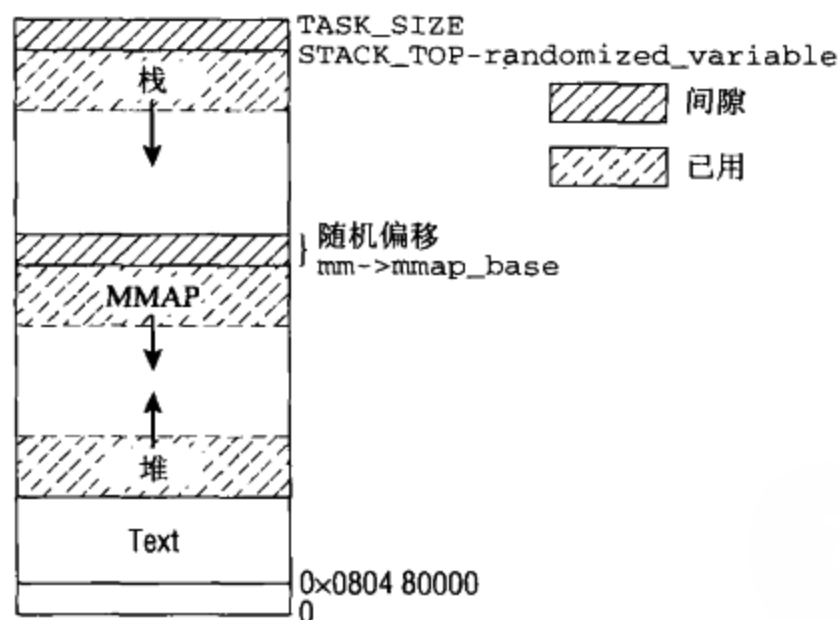 TASK_SIZE
STACK_TOP-randomized_variable
栈
间隙
已用
随机偏移
mm->mmap_base
MMAP
堆
Text
0×0804 80000
0